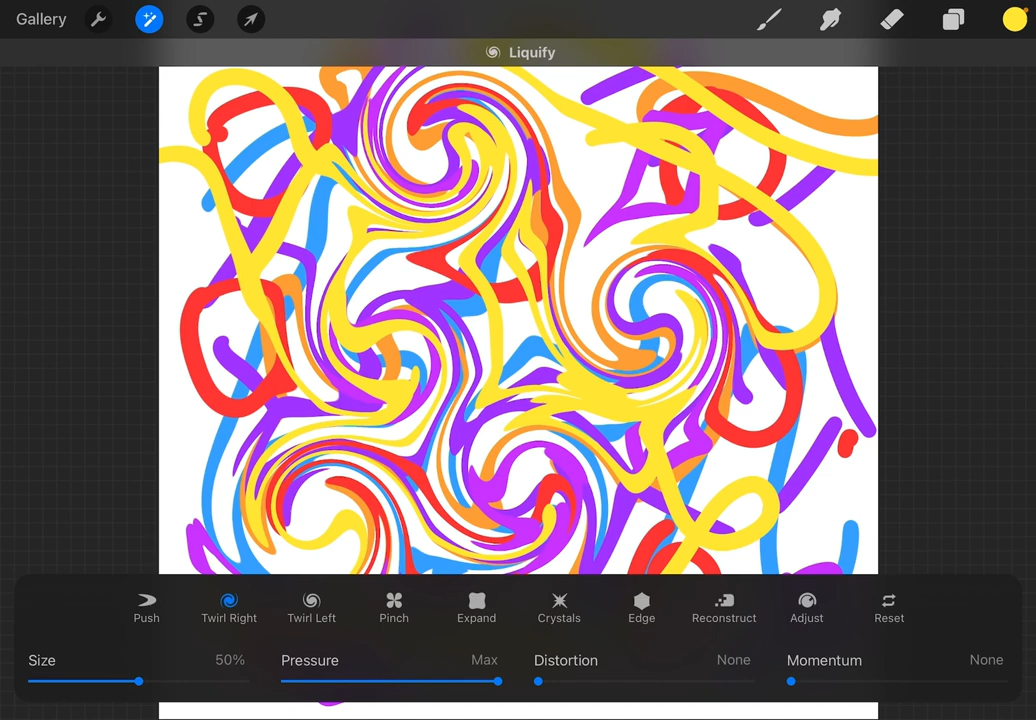 Gallery
Liquify
Push Twirl Right Twirl Left Pinch Expand Crystals Edge Reconstruct Adjust Reset
Size 50% Pressure Max Distortion None Momentum None